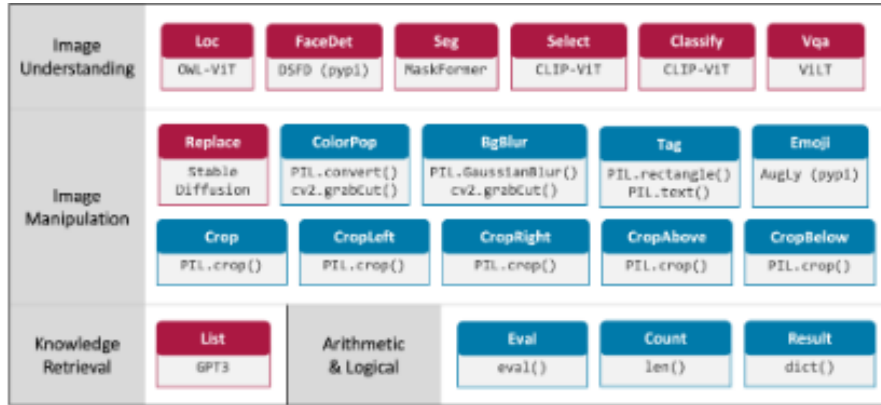 Image
Understanding
Loc
OWL-ViT
FaceDet
DSFD (pypi)
Seg
MaskFormer
Select
CLIP-ViT
Classify
CLIP-ViT
Vqa
ViLT
Image
Manipulation
Replace
Stable
Diffusion
ColorPop
PIL.convert()
cv2.grabCut()
BgBlur
PIL.GaussianBlur()
cv2.grabCut()
Tag
PIL.rectangle()
PIL.text()
Emoji
AugLy (pypi)
Crop
PIL.crop()
CropLeft
PIL.crop()
CropRight
PIL.crop()
CropAbove
PIL.crop()
CropBelow
PIL.crop()
Knowledge
Retrieval
List
GPT3
Arithmetic
& Logical
Eval
eval()
Count
len()
Result
dict()